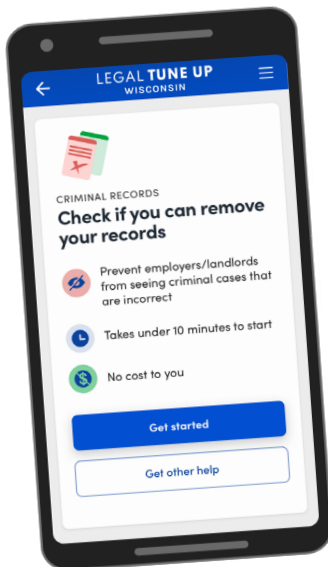 LEGAL TUNE UP
WISCONSIN
CRIMINAL RECORDS
Check if you can remove
your records
Prevent employers/landlords
from seeing criminal cases that
are incorrect
Takes under 10 minutes to start
No cost to you
Get started
Get other help